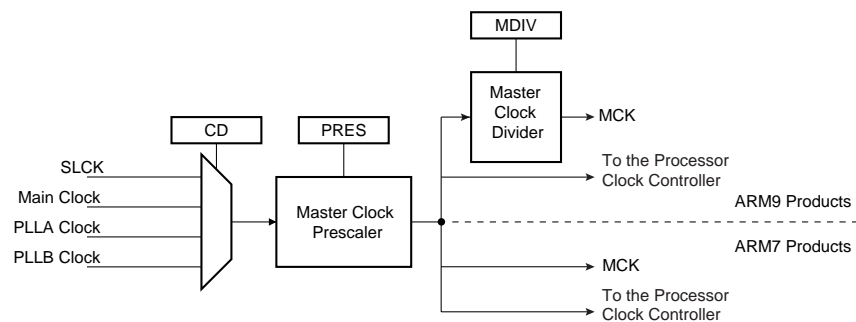 MDIV
Master
Clock
Divider
MCK
CD
PRES
To the Processor
Clock Controller
SLCK
Main Clock
PLLA Clock
PLLB Clock
Master Clock
Prescaler
ARM9 Products
ARM7 Products
MCK
To the Processor
Clock Controller